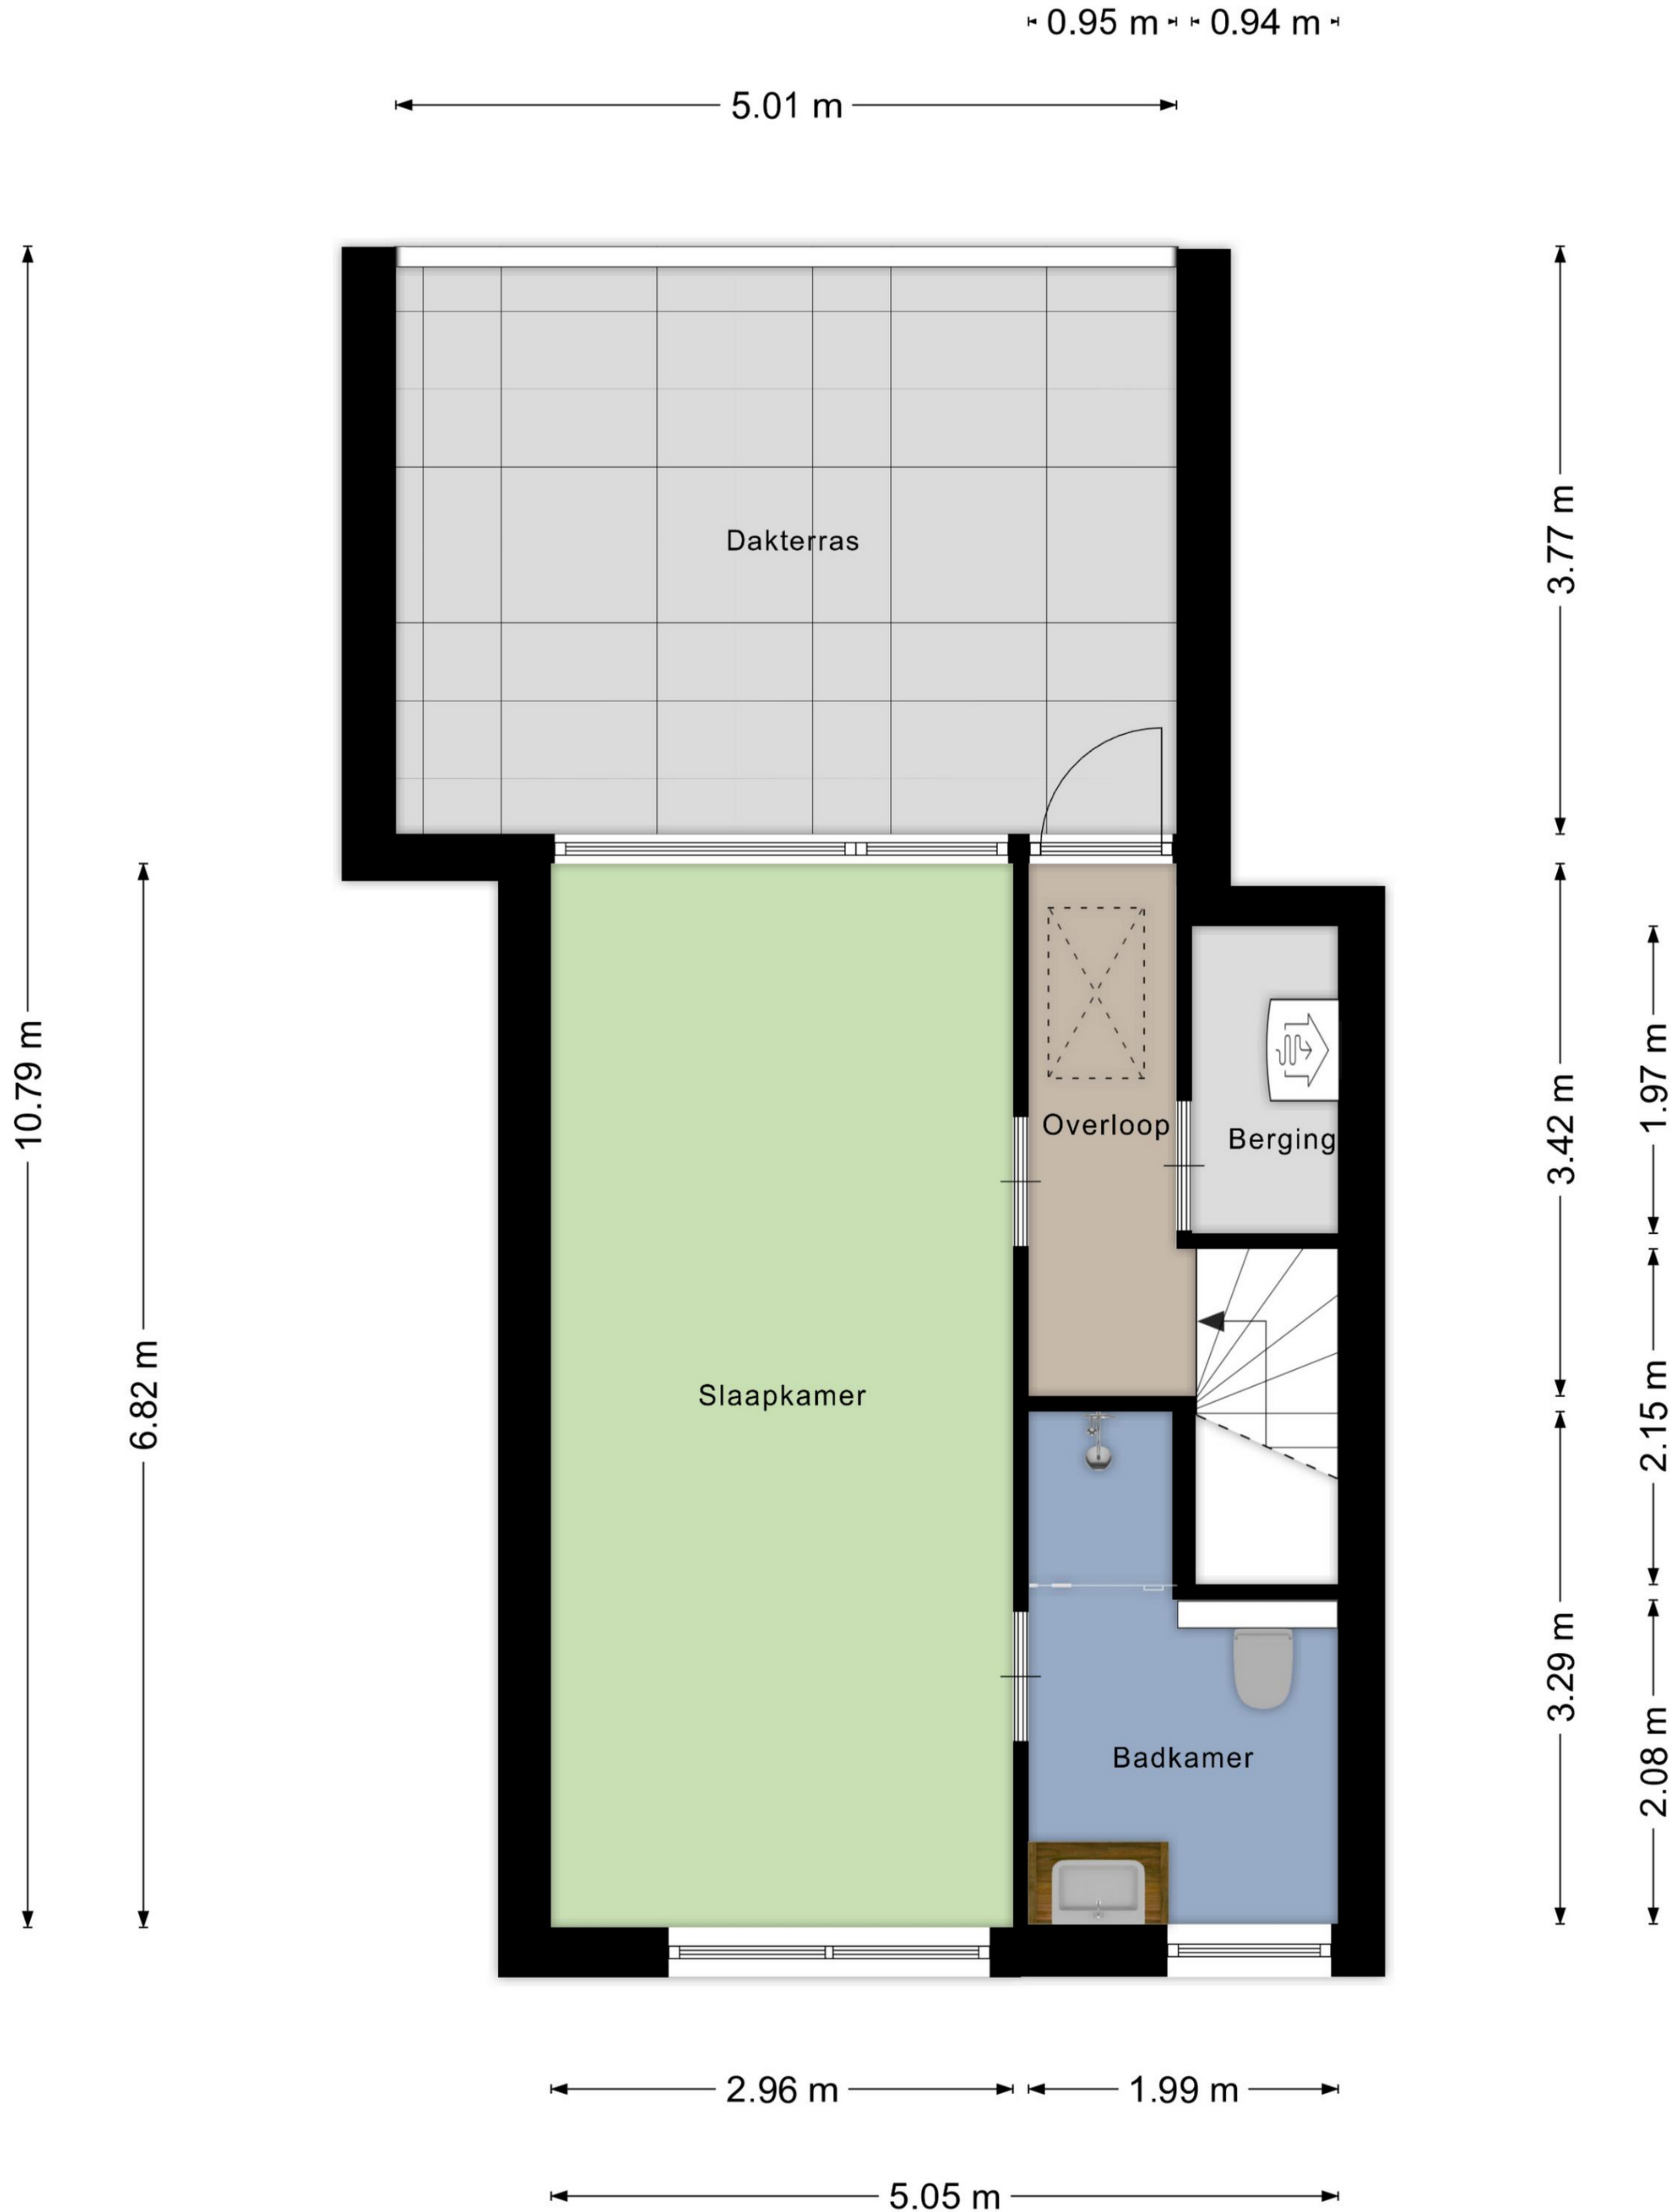 0.95 m
0.94 m
5.01 m
Dakterras
3.77 m
10.79 m
6.82 m
Overloop
Berging
3.42 m
1.97 m
Slaapkamer
2.15 m
3.29 m
2.08 m
Badkamer
2.96 m
1.99 m
5.05 m